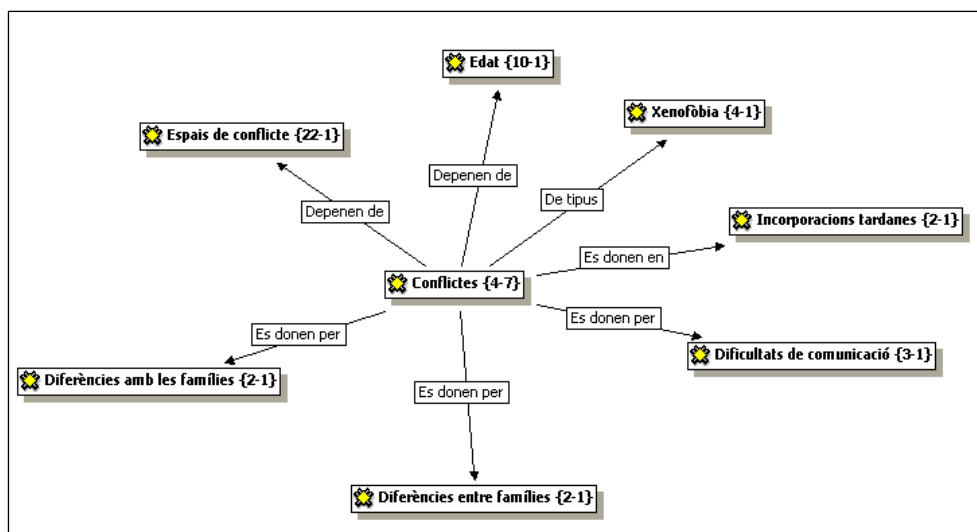 Edat {10-1}
Xenofòbia {4-1}
Espais de conflicte {22-1}
Depenen de
De tipus
Depenen de
Incorporacions tardanes {2-1}
Es donen en
Conflictes {4-7}
Es donen per
Es donen per
Dificultats de comunicació {3-1}
Diferències amb les famílies {2-1}
Es donen per
Diferències entre famílies {2-1}